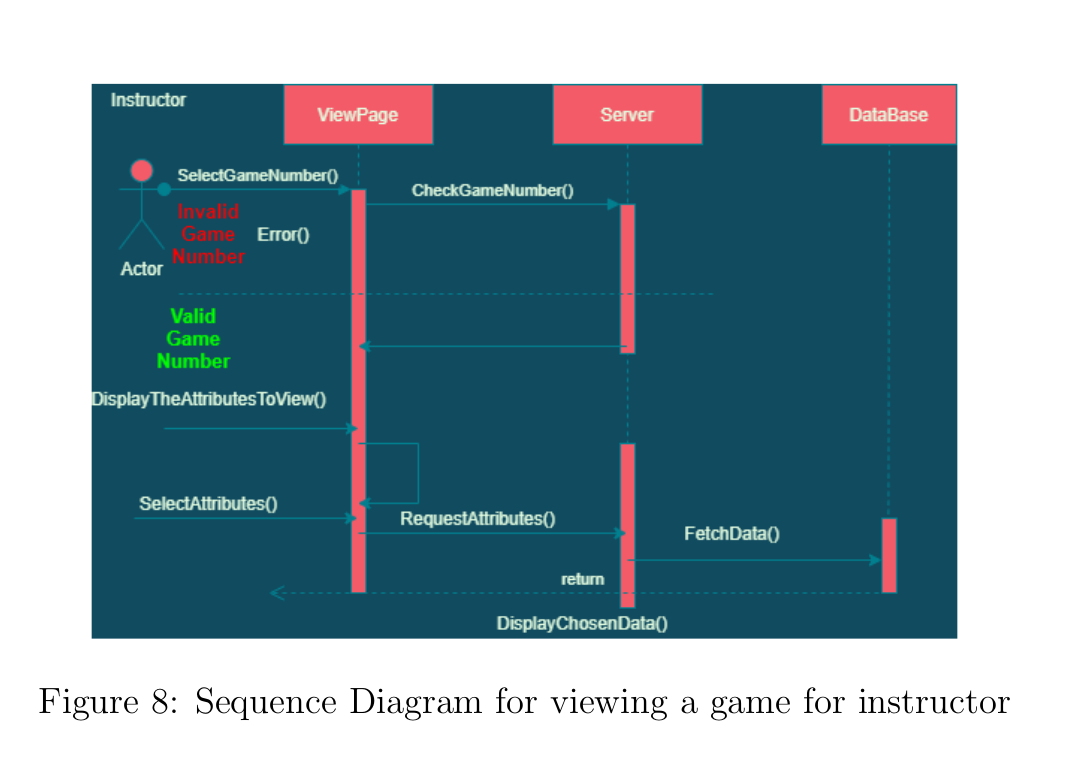 Instructor
ViewPage
Server
DataBase
SelectGameNumber()
CheckGameNumber()
Invalid
Game
Number
Error()
Actor
Valid
Game
Number
DisplayTheAttributesToView()
SelectAttributes()
RequestAttributes()
FetchData()
return
DisplayChosenData()
Figure 8: Sequence Diagram for viewing a game for instructor